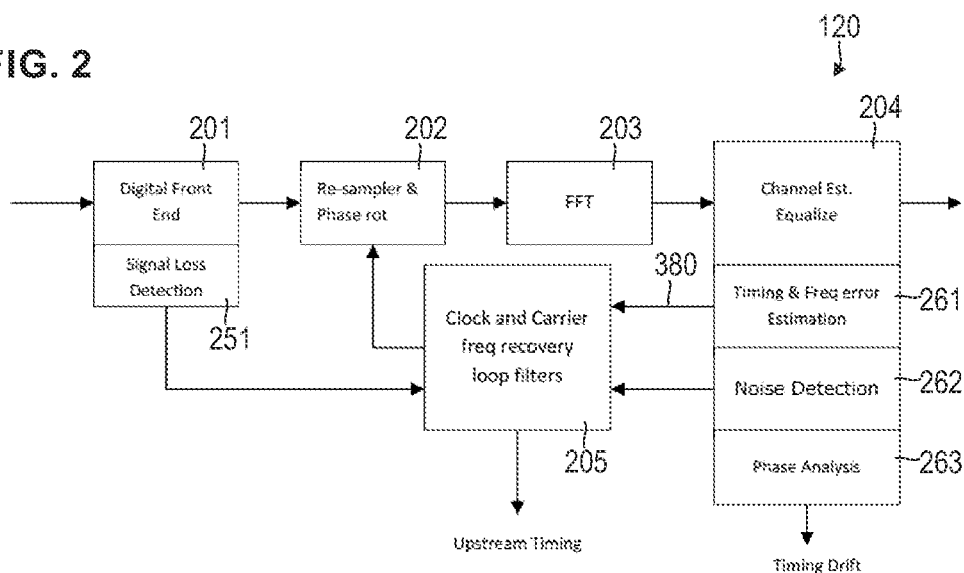 FIG. 2
120
201
202
203
204
Digital Front
End
Re-sampler &
Phase rot
FFT
Channel Est.
Equalize
Signal Loss
Detection
251
380
Clock and Carrier
freq recovery
loop filters
205
Timing & Freq error
Estimation
261
Noise Detection
262
Phase Analysis
263
Upstream Timing
Timing Drift